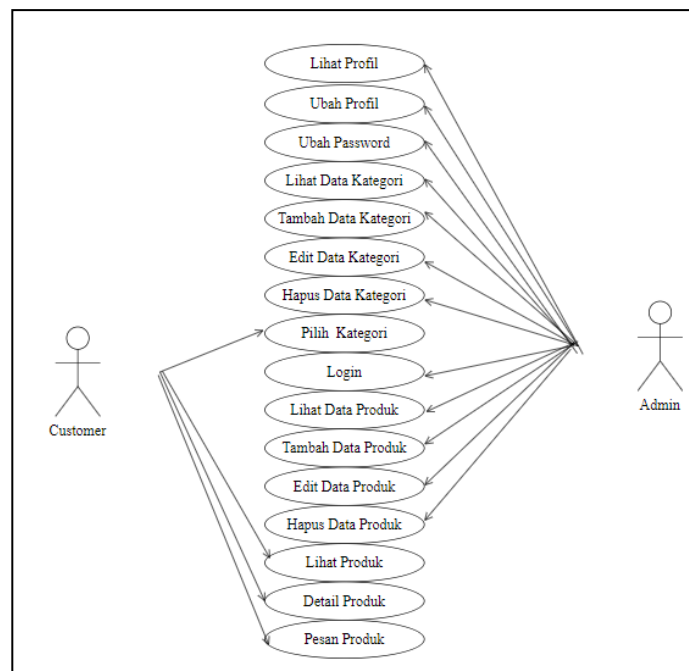 Lihat Profil
Ubah Profil
Ubah Password
Lihat Data Kategori
Tambah Data Kategori
Edit Data Kategori
Hapus Data Kategori
Pilih Kategori
Login
Lihat Data Produk
Tambah Data Produk
Edit Data Produk
Hapus Data Produk
Lihat Produk
Detail Produk
Pesan Produk
Customer
Admin